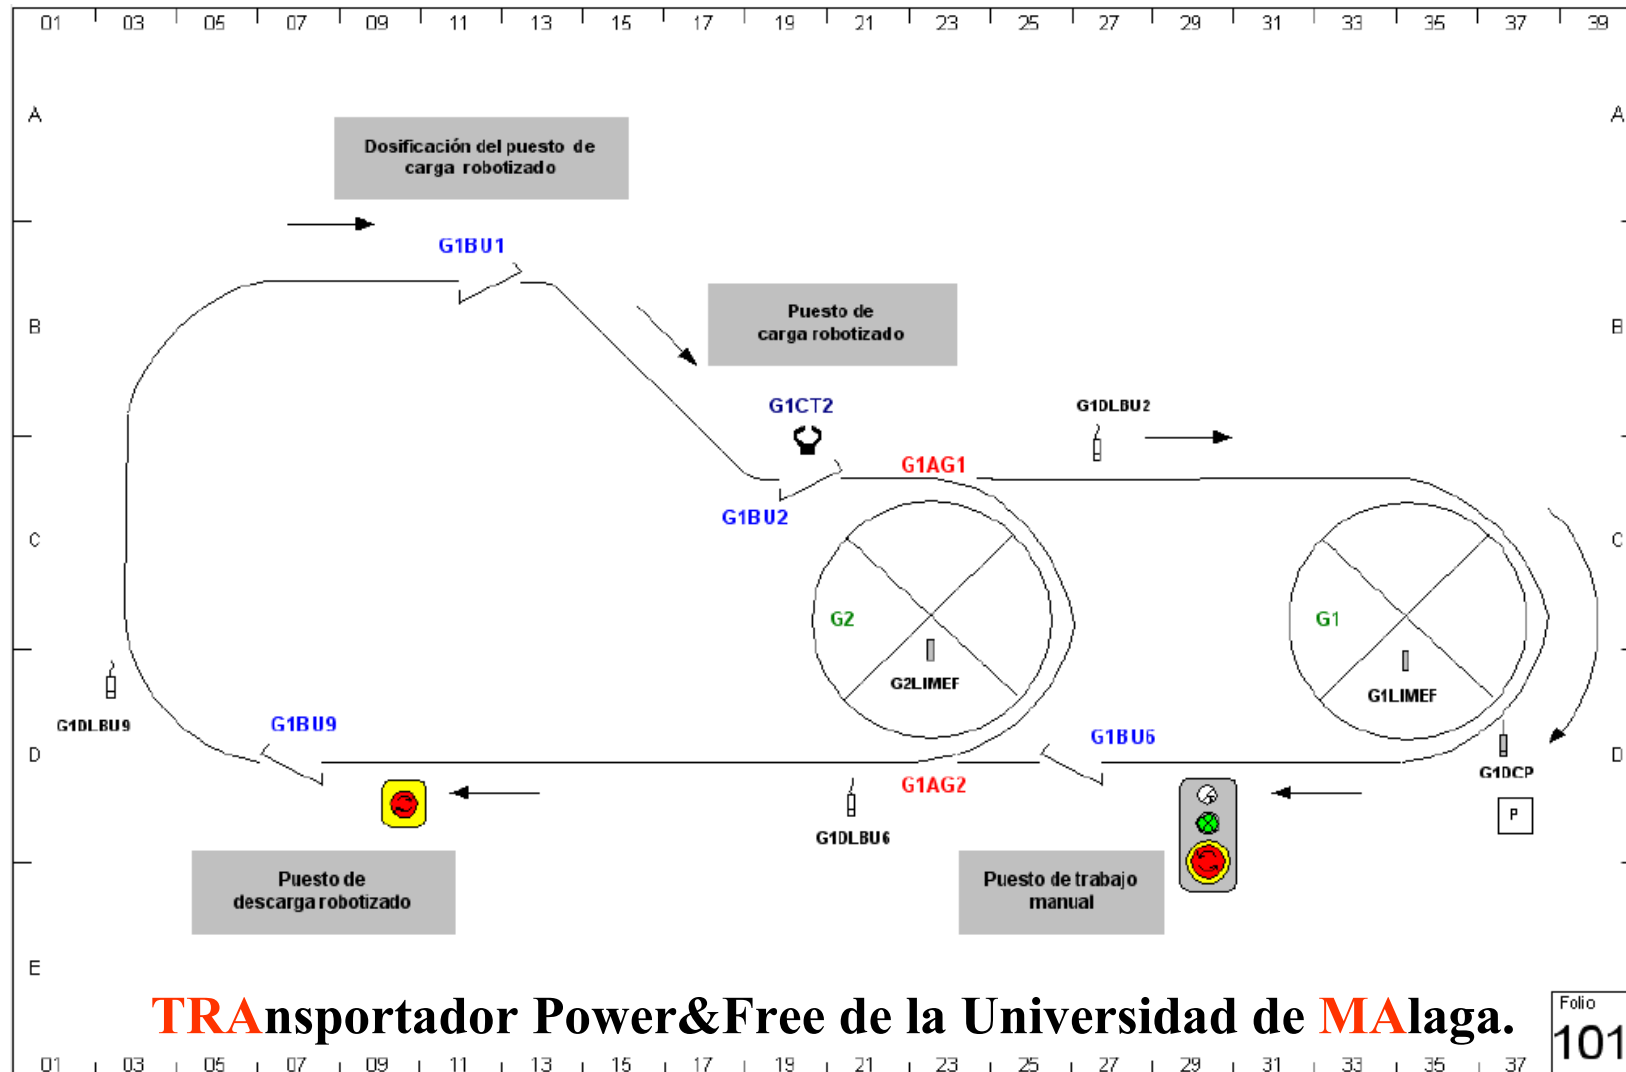 01 03 05 07 09 11 13 15 17 19 21 23 25 27 29 31 33 35 37 39
A A
Dosificación del puesto de
carga robotizado
G1BU1
B B
Puesto de
carga robotizado
G1CT2
G1DLBU2
G1AG1
G1BU2
C C
G2
G1
G2LIMEF
G1LIMEF
G1DLBU9
G1BU9
G1BU6
D D
G1DCP
G1AG2
P
G1DLBU6
Puesto de
descarga robotizado
Puesto de trabajo
manual
E
TRAnsportador Power&Free de la Universidad de MAlaga.
Folio
101
01 03 05 07 09 11 13 15 17 19 21 23 25 27 29 31 33 35 37